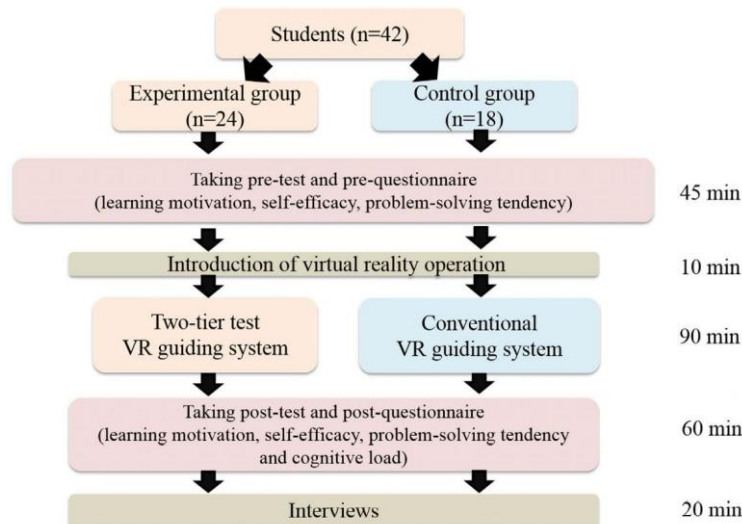 Students (n=42)
Experimental group
(n=24)
Control group
(n=18)
Taking pre-test and pre-questionnaire
(learning motivation, self-efficacy, problem-solving tendency)
45 min
Introduction of virtual reality operation
10 min
Two-tier test
VR guiding system
Conventional
VR guiding system
90 min
Taking post-test and post-questionnaire
(learning motivation, self-efficacy, problem-solving tendency
and cognitive load)
60 min
Interviews
20 min